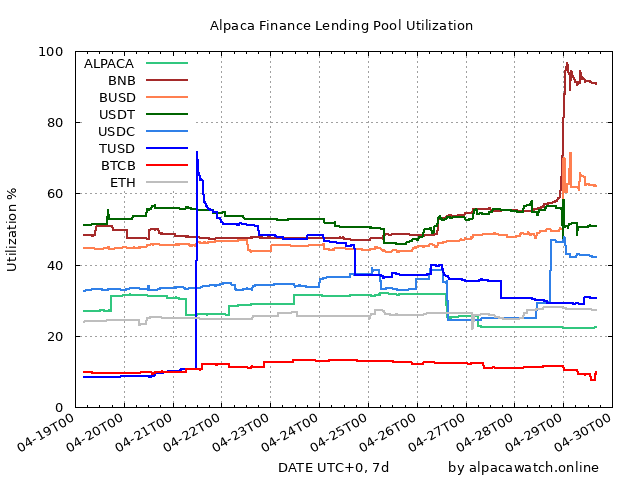 Alpaca Finance Lending Pool Utilization
100
80
60
40
20
0
Utilization %
ALPACA
BNB
BUSD
USDT
USDC
TUSD
BTCB
ETH
04-19T00
04-20T00
04-21T00
04-22T00
04-23T00
04-24T00
04-25T00
04-26T00
04-27T00
04-28T00
04-29T00
04-30T00
DATE UTC+0, 7d
by alpacawatch.online